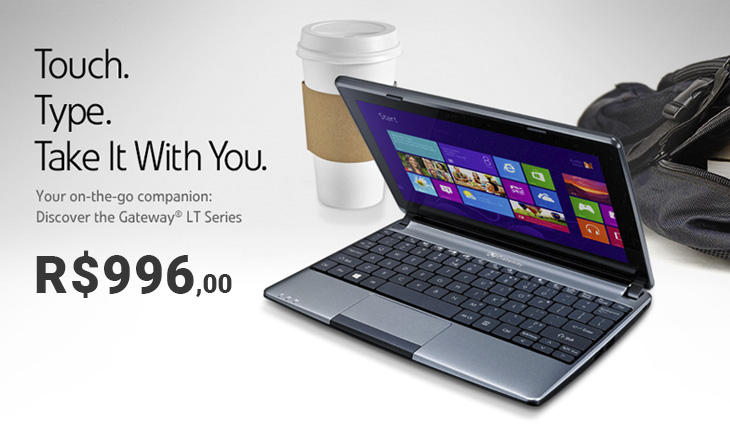 Touch.
Type.
Take It With You.
Your on-the-go companion:
Discover the Gateway® LT Series
R$996,00
Start